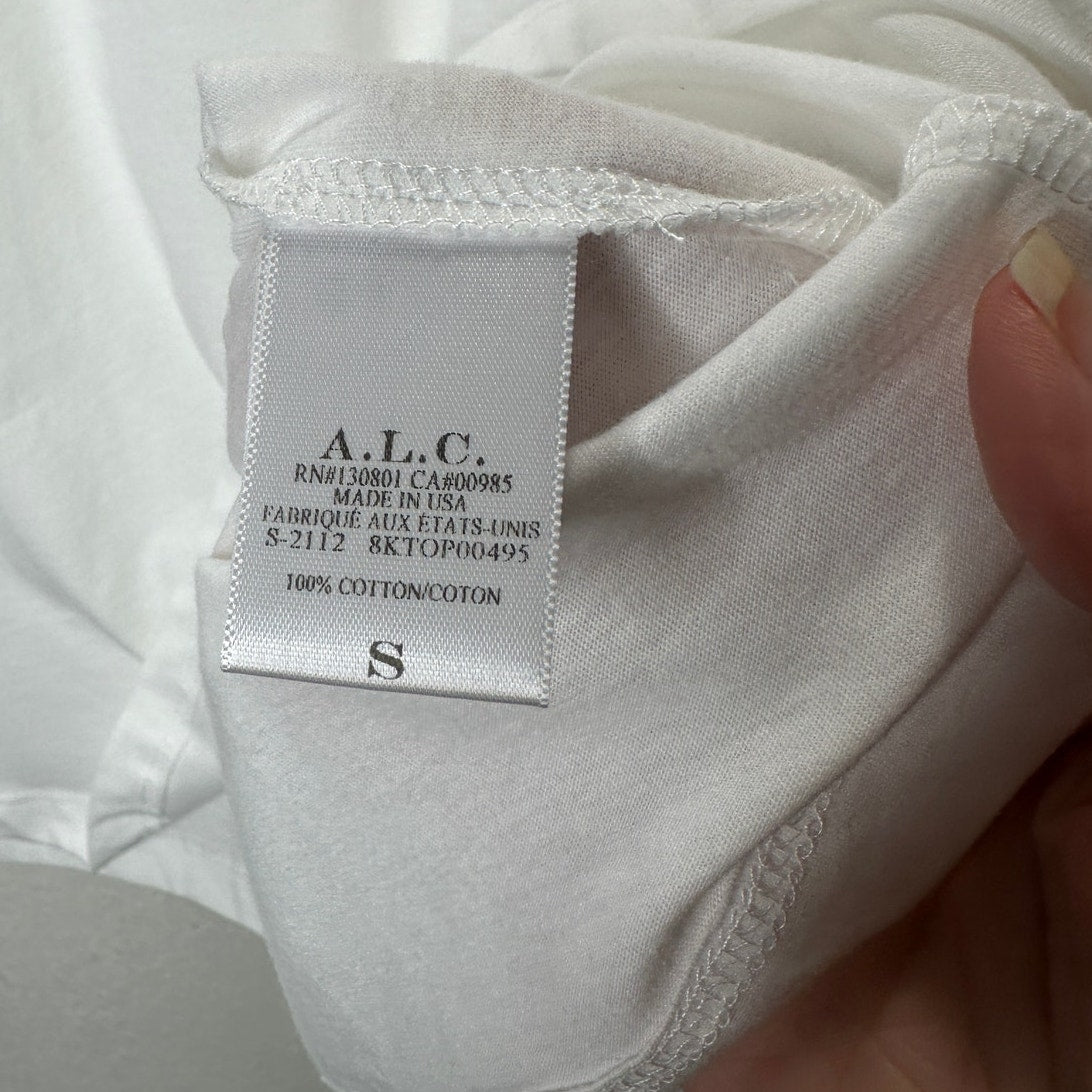 A.L.C.
RN#130801 CA#00985
MADE IN USA
FABRIQUÉ AUX ÉTATS-UNIS
S-2112 8KTOP00495
100% COTTON/COTON
S